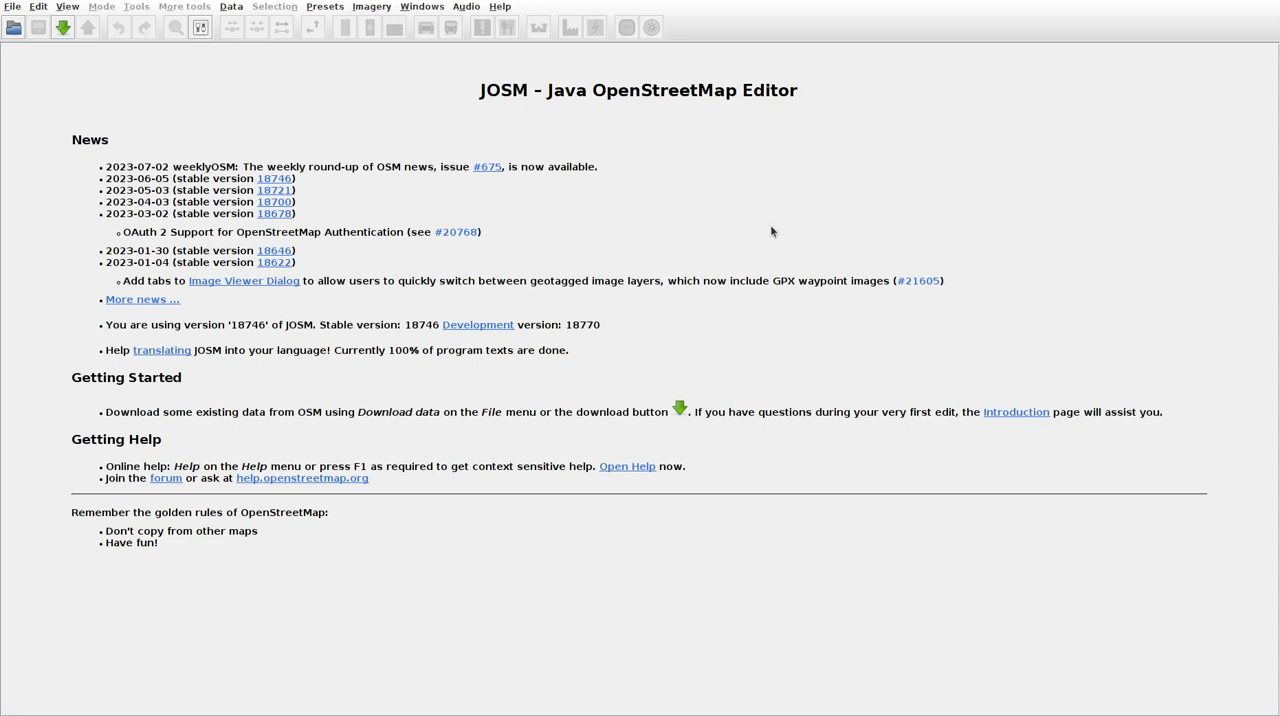 File Edit View Mode Tools More tools Data Selection Presets Imagery Windows Audio Help
JOSM – Java OpenStreetMap Editor
News
2023-07-02 weeklyOSM: The weekly round-up of OSM news, issue #675, is now available.
2023-06-05 (stable version 18746)
2023-05-03 (stable version 18721)
2023-04-03 (stable version 18700)
2023-03-02 (stable version 18678)
OAuth 2 Support for OpenStreetMap Authentication (see #20768)
2023-01-30 (stable version 18646)
2023-01-04 (stable version 18622)
Add tabs to Image Viewer Dialog to allow users to quickly switch between geotagged image layers, which now include GPX waypoint images (#21605)
More news ...
You are using version '18746' of JOSM. Stable version: 18746 Development version: 18770
Help translating JOSM into your language! Currently 100% of program texts are done.
Getting Started
Download some existing data from OSM using Download data on the File menu or the download button . If you have questions during your very first edit, the Introduction page will assist you.
Getting Help
Online help: Help on the Help menu or press F1 as required to get context sensitive help. Open Help now.
Join the forum or ask at help.openstreetmap.org
Remember the golden rules of OpenStreetMap:
Don't copy from other maps
Have fun!